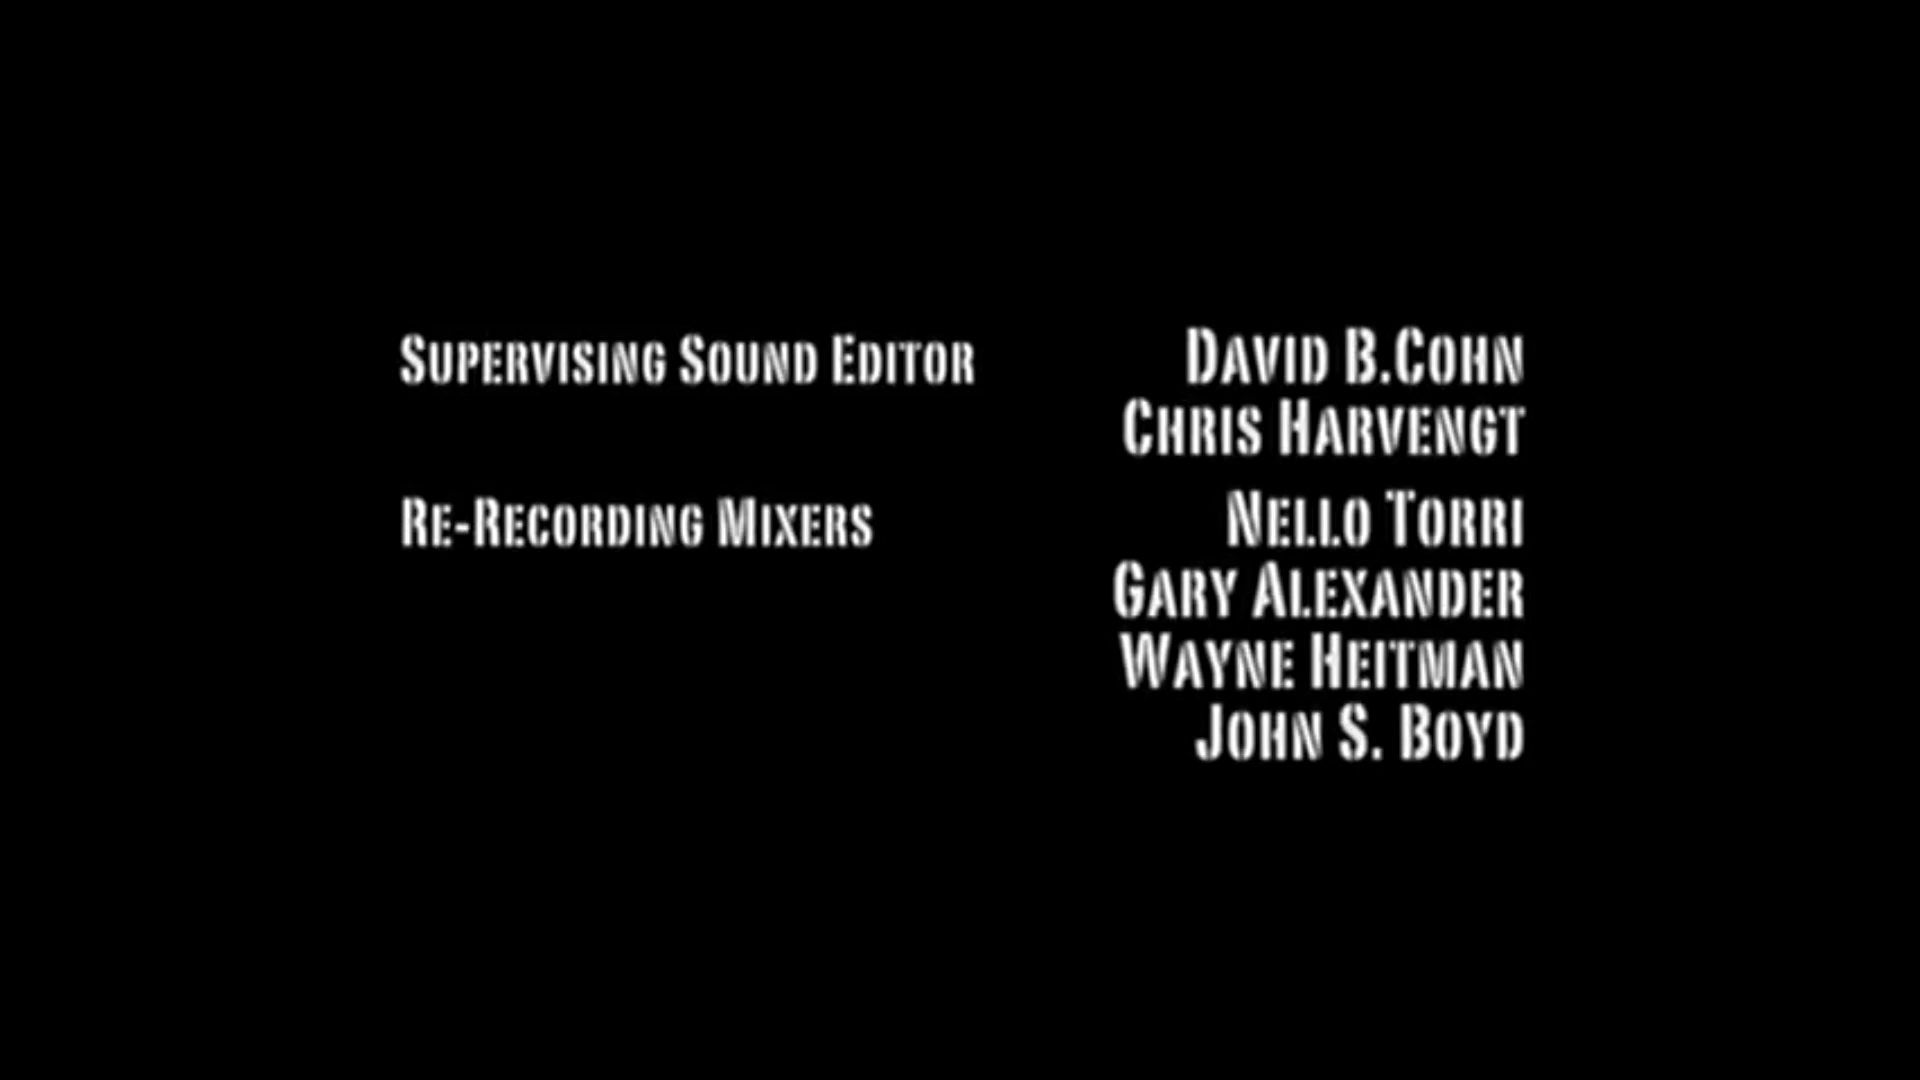 Supervising Sound Editor David B.Cohn
Chris Harvengt
Re-Recording Mixers Nello Torri
Gary Alexander
Wayne Heitman
John S. Boyd